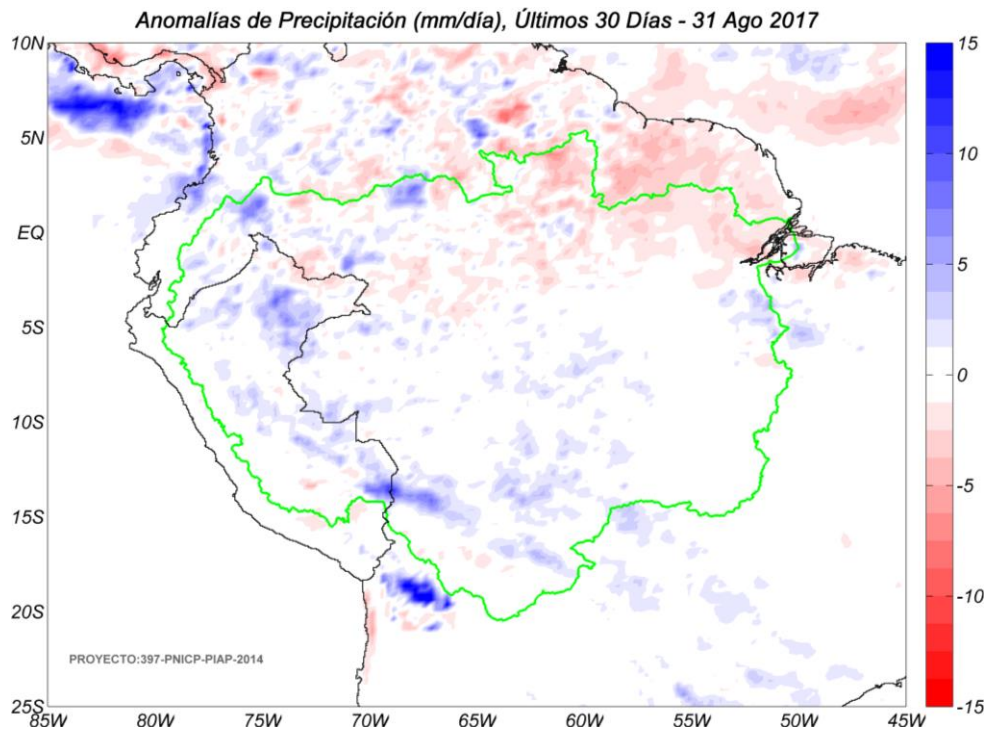 Anomalías de Precipitación (mm/día), Últimos 30 Días - 31 Ago 2017
10N
5N
EQ
5S
10S
15S
20S
25S
85W 80W 75W 70W 65W 60W 55W 50W 45W
15
10
5
0
-5
-10
-15
PROYECTO:397-PNICP-PIAP-2014